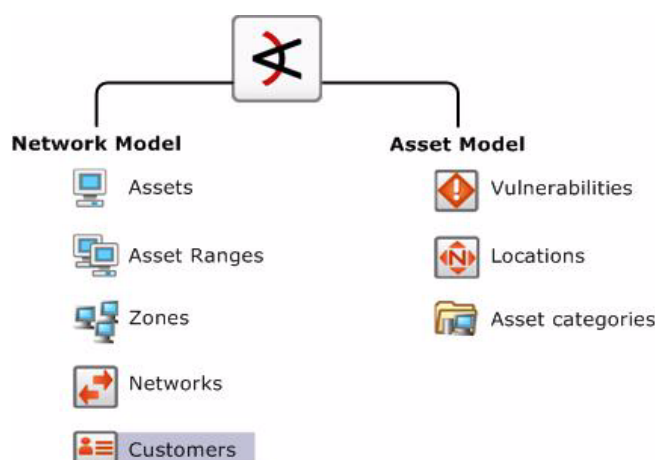 Network Model
Assets
Asset Ranges
Zones
Networks
Customers
Asset Model
Vulnerabilities
Locations
Asset categories